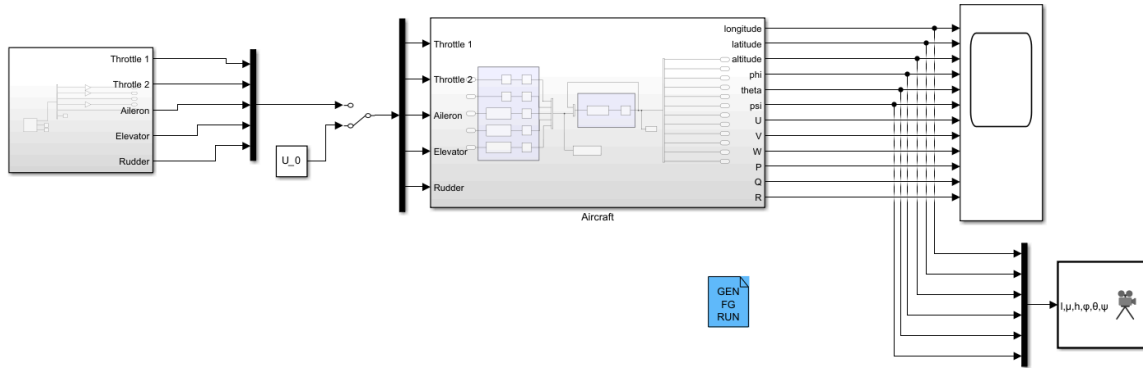 Throttle 1
Throttle 2
Aileron
Elevator
Rudder
U_0
Throttle 1
Throttle 2
Aileron
Elevator
Rudder
longitude
latitude
altitude
phi
theta
psi
U
V
W
P
Q
R
Aircraft
GEN
FG
RUN
l,μ,h,φ,θ,ψ